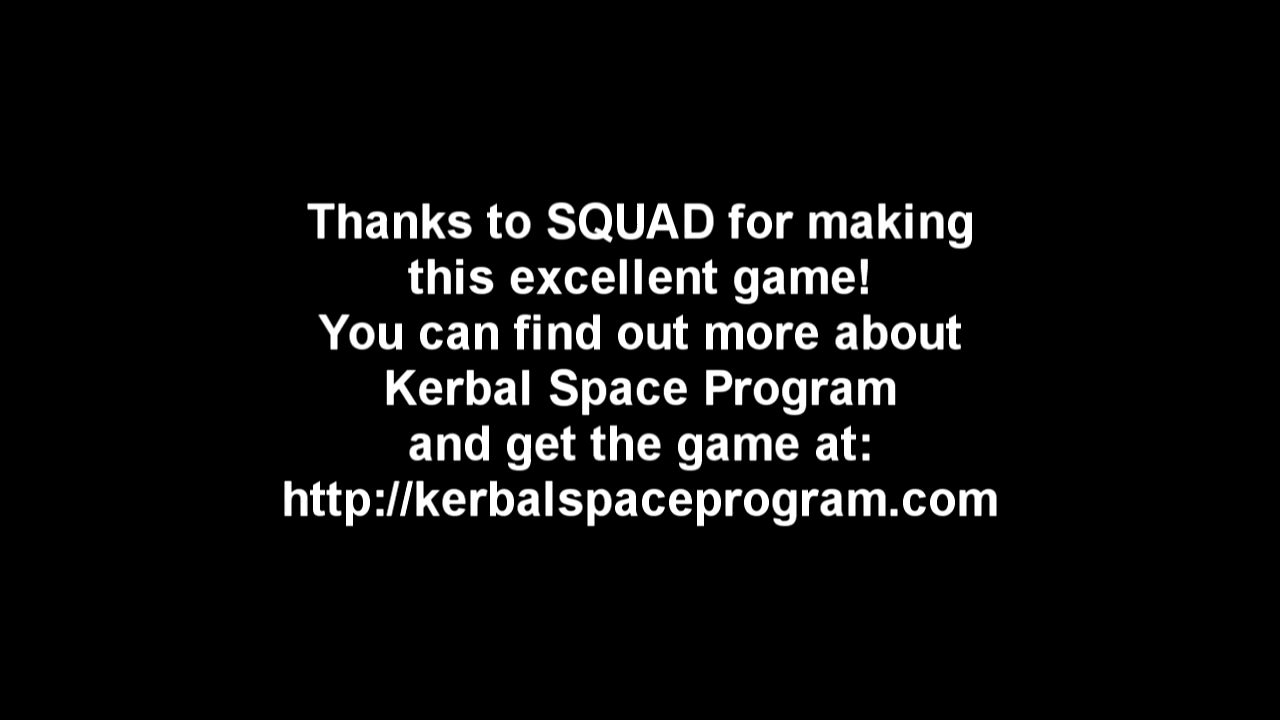 Thanks to SQUAD for making
this excellent game!
You can find out more about
Kerbal Space Program
and get the game at:
http://kerbalspaceprogram.com